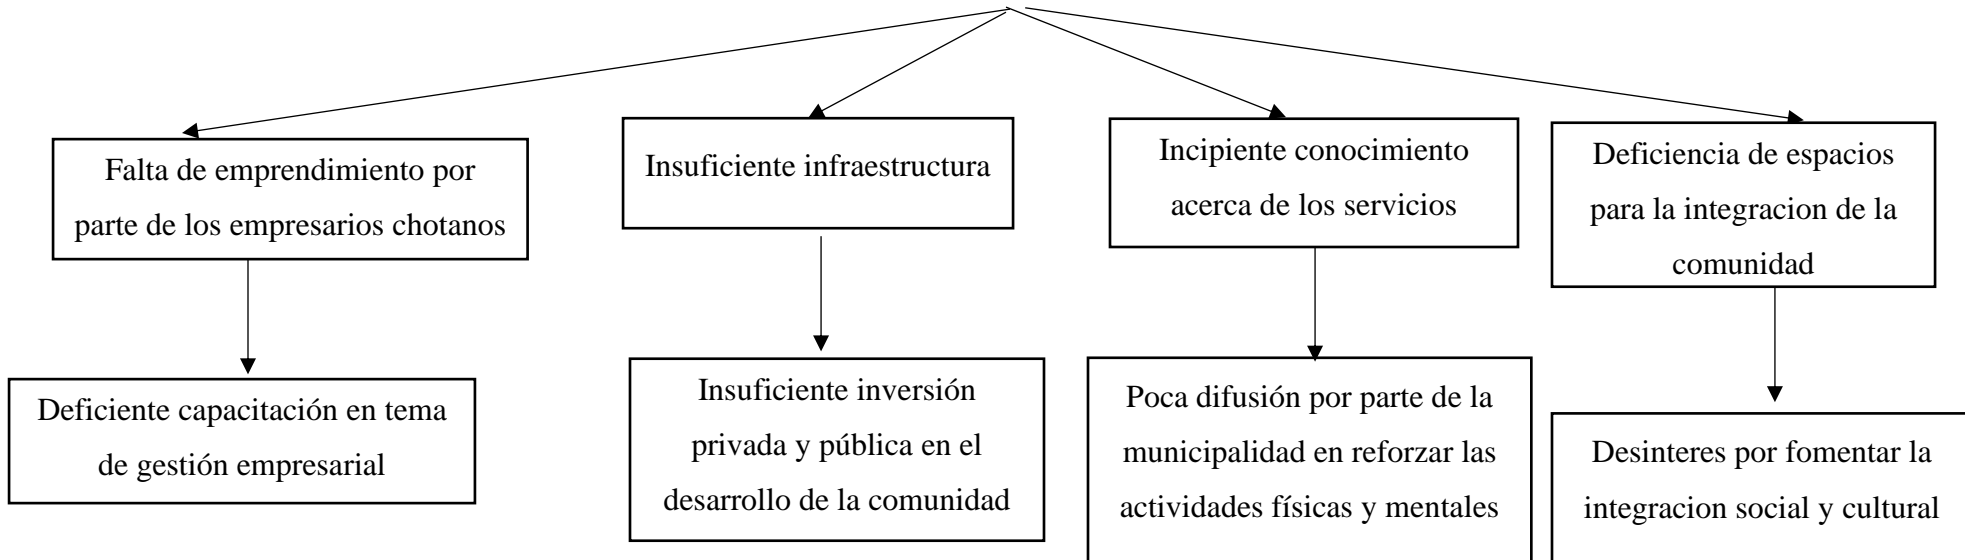 Falta de emprendimiento por
parte de los empresarios chotanos
Insuficiente infraestructura
Incipiente conocimiento
acerca de los servicios
Deficiencia de espacios
para la integracion de la
comunidad
Deficiente capacitación en tema
de gestión empresarial
Insuficiente inversión
privada y pública en el
desarrollo de la comunidad
Poca difusión por parte de la
municipalidad en reforzar las
actividades físicas y mentales
Desinteres por fomentar la
integracion social y cultural